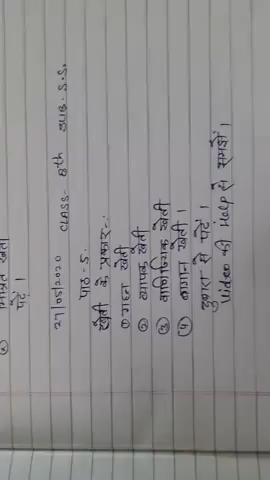 (क) मिश्रित खेती
पढ़ें ।
27/05/2020 CLASS- 8th SUB- S.S.
पाठ-5.
खेती के प्रकार-:
① गहन खेती
② व्यापक खेती
③ वाणिज्यिक खेती
④ बागान खेती ।
दुबारा से पढ़ें ।
Video की Help से समझें ।